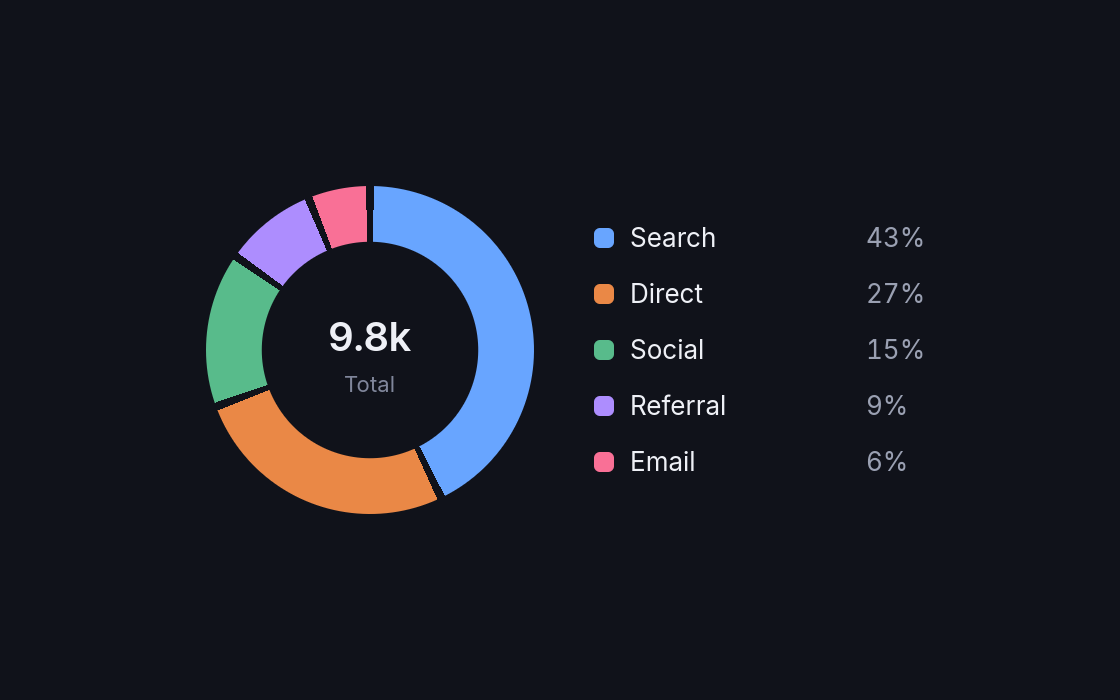 9.8k
Total
Search 43%
Direct 27%
Social 15%
Referral 9%
Email 6%